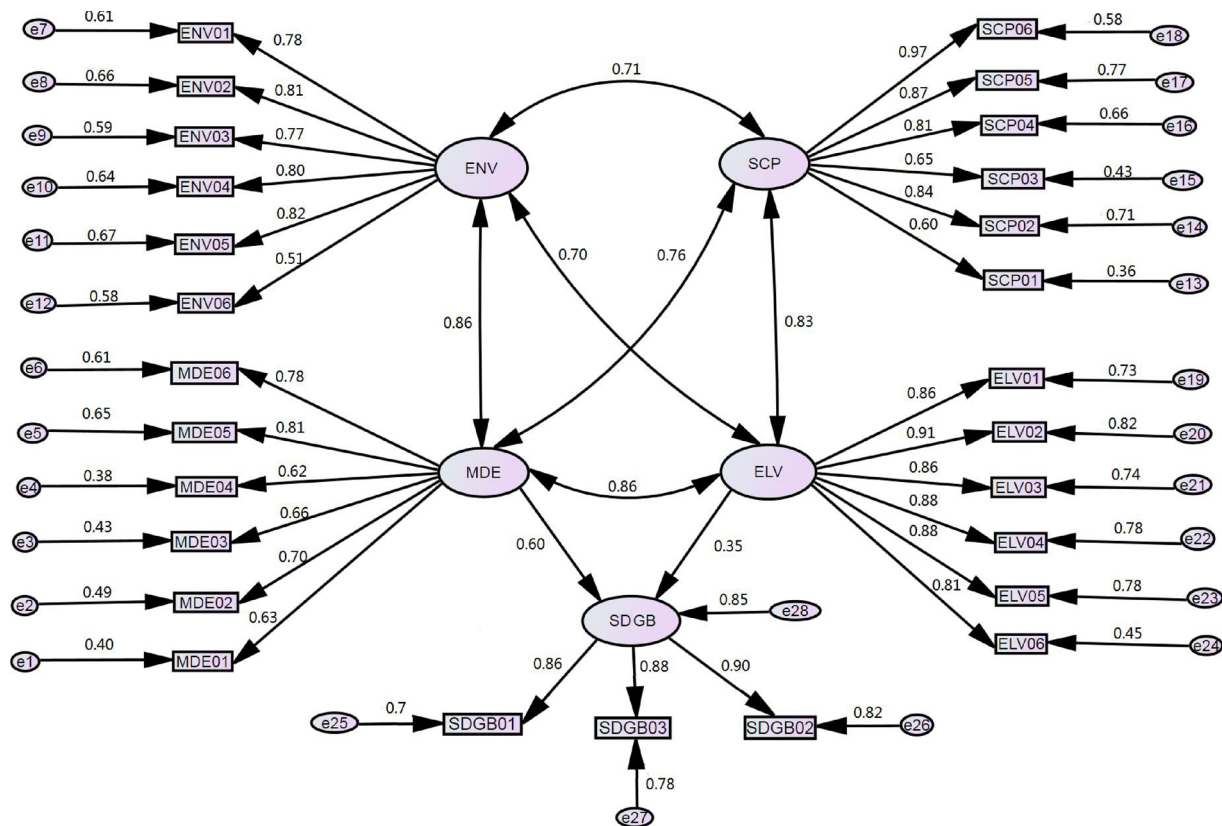 e7 0.61 ENV01 0.78
e8 0.66 ENV02 0.81
e9 0.59 ENV03 0.77
e10 0.64 ENV04 0.80
e11 0.67 ENV05 0.82
e12 0.58 ENV06 0.51
ENV
0.71
SCP
0.97 SCP06 0.58 e18
0.87 SCP05 0.77 e17
0.81 SCP04 0.66 e16
0.65 SCP03 0.43 e15
0.84 SCP02 0.71 e14
0.60 SCP01 0.36 e13
0.86
0.70
0.76
0.83
e6 0.61 MDE06 0.78
e5 0.65 MDE05 0.81
e4 0.38 MDE04 0.62
e3 0.43 MDE03 0.66
e2 0.49 MDE02 0.70
e1 0.40 MDE01 0.63
MDE
0.86
ELV
0.86 ELV01 0.73 e19
0.91 ELV02 0.82 e20
0.86 ELV03 0.74 e21
0.88 ELV04 0.78 e22
0.88 ELV05 0.78 e23
0.81 ELV06 0.45 e24
0.60
0.35
SDGB
0.85 e28
0.86
0.88
0.90
e25 0.7 SDGB01
SDGB03
SDGB02 0.82 e26
0.78
e27